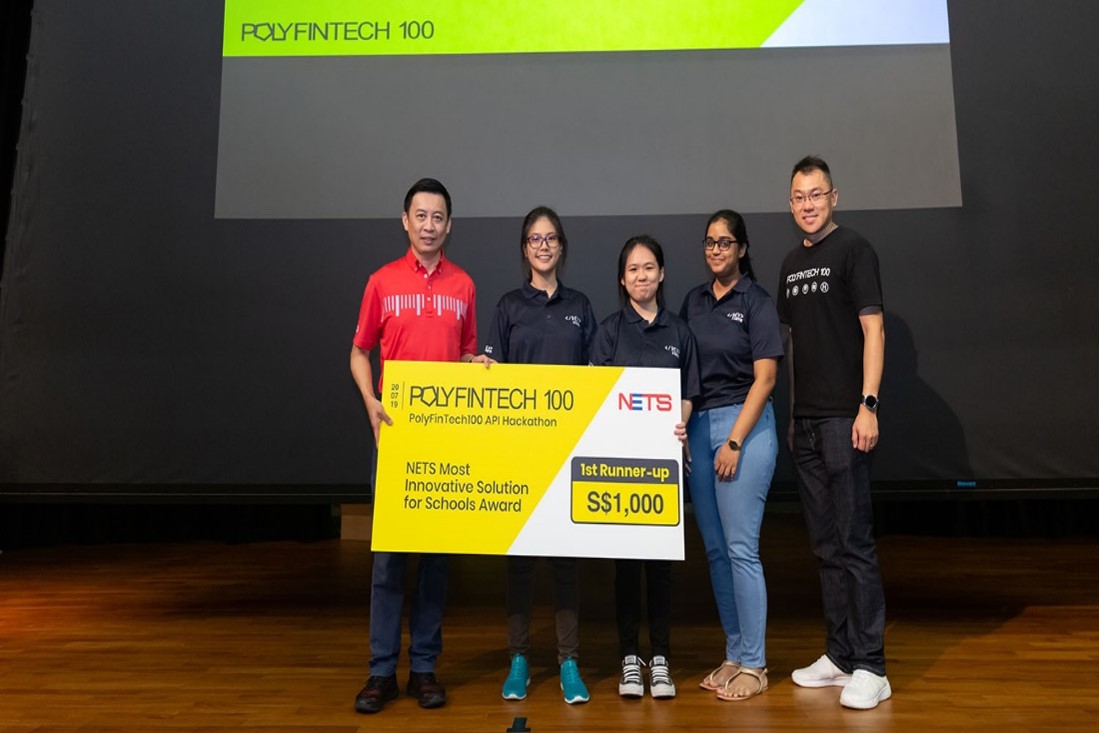 POLYFINTECH 100
POLYFINTECH 100
20
07
19
POLYFINTECH 100
PolyFinTech100 API Hackathon
NETS
NETS Most
Innovative Solution
for Schools Award
1st Runner-up
S$1,000